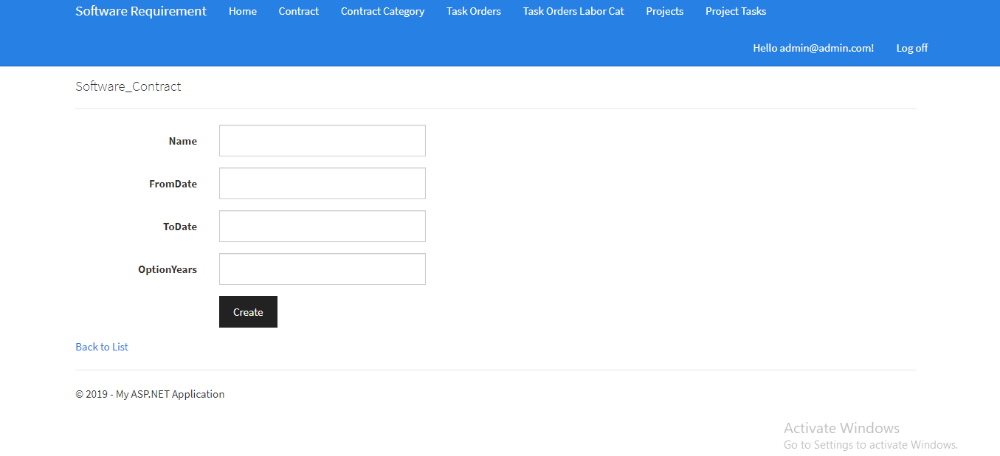 Software Requirement Home Contract Contract Category Task Orders Task Orders Labor Cat Projects Project Tasks
Hello admin@admin.com! Log off
Software_Contract
Name
FromDate
ToDate
OptionYears
Create
Back to List
© 2019 - My ASP.NET Application
Activate Windows
Go to Settings to activate Windows.